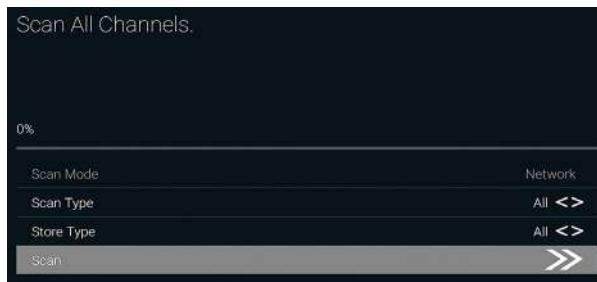 Scan All Channels.
0%
Scan Mode Network
Scan Type All <>
Store Type All <>
Scan